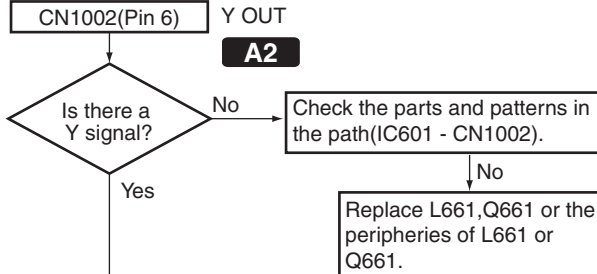 CN1002(Pin 6)
Y OUT
A2
Is there a
Y signal?
No
Check the parts and patterns in
the path(IC601 - CN1002).
No
Yes
Replace L661,Q661 or the
peripheries of L661 or
Q661.